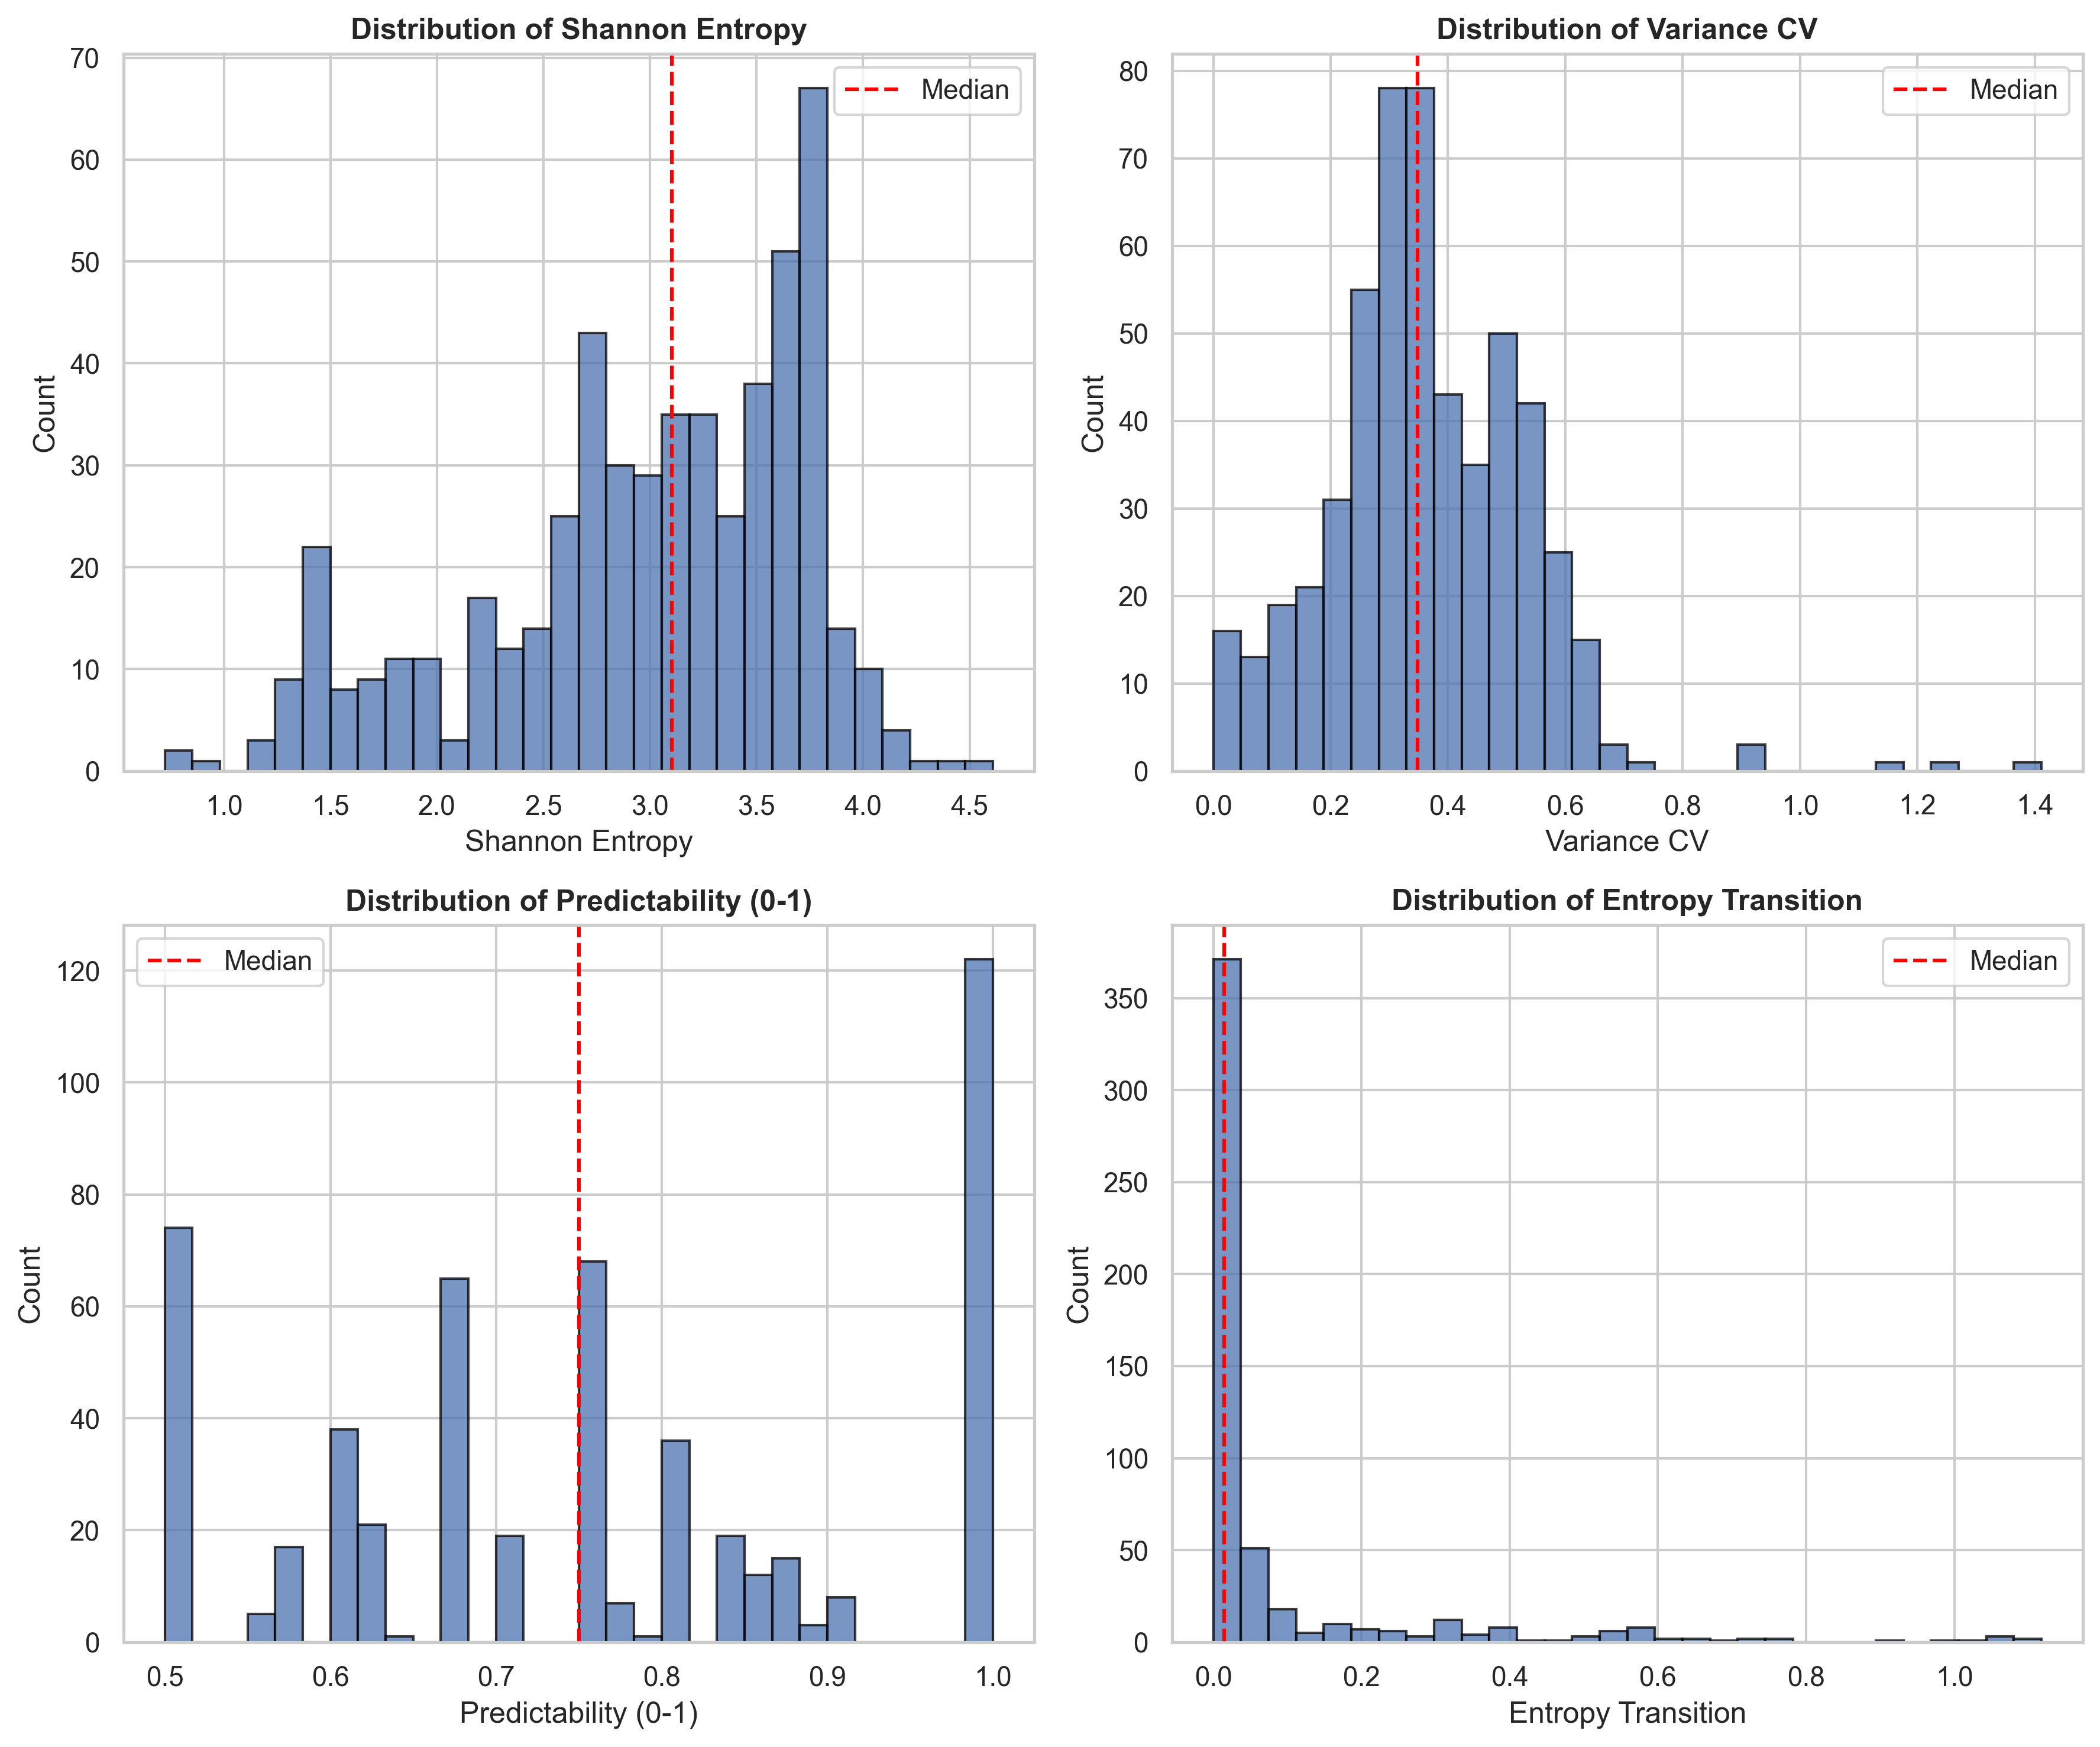 Distribution of Shannon Entropy
Median
70
60
50
40
30
20
10
0
Count
1.0 1.5 2.0 2.5 3.0 3.5 4.0 4.5
Shannon Entropy
Distribution of Variance CV
Median
80
70
60
50
40
30
20
10
0
Count
0.0 0.2 0.4 0.6 0.8 1.0 1.2 1.4
Variance CV
Distribution of Predictability (0-1)
Median
120
100
80
60
40
20
0
Count
0.5 0.6 0.7 0.8 0.9 1.0
Predictability (0-1)
Distribution of Entropy Transition
Median
350
300
250
200
150
100
50
0
Count
0.0 0.2 0.4 0.6 0.8 1.0
Entropy Transition